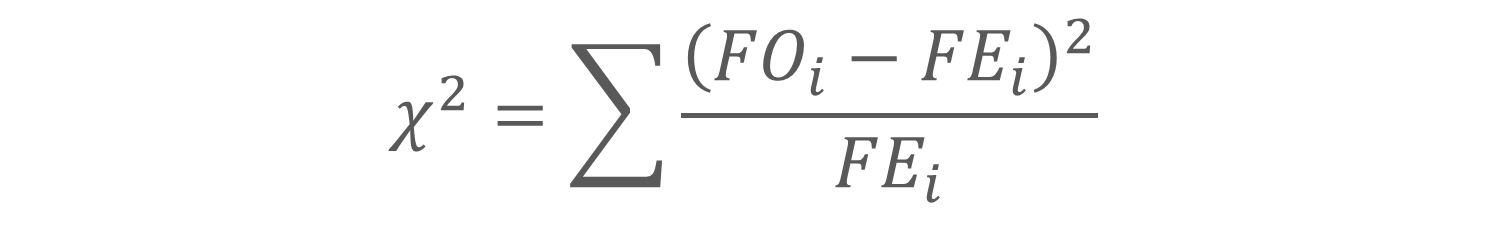 χ² = ∑ (FOᵢ − FEᵢ)² / FEᵢ